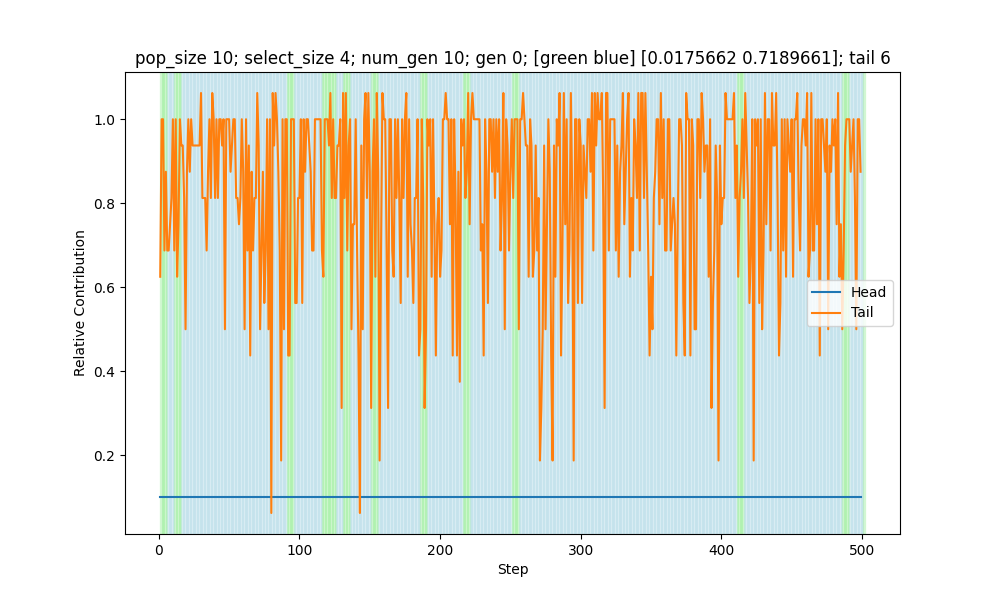 pop_size 10; select_size 4; num_gen 10; gen 0; [green blue] [0.0175662 0.7189661]; tail 6
1.0
0.8
Relative Contribution
0.6
Head
Tail
0.4
0.2
0 100 200 300 400 500
Step